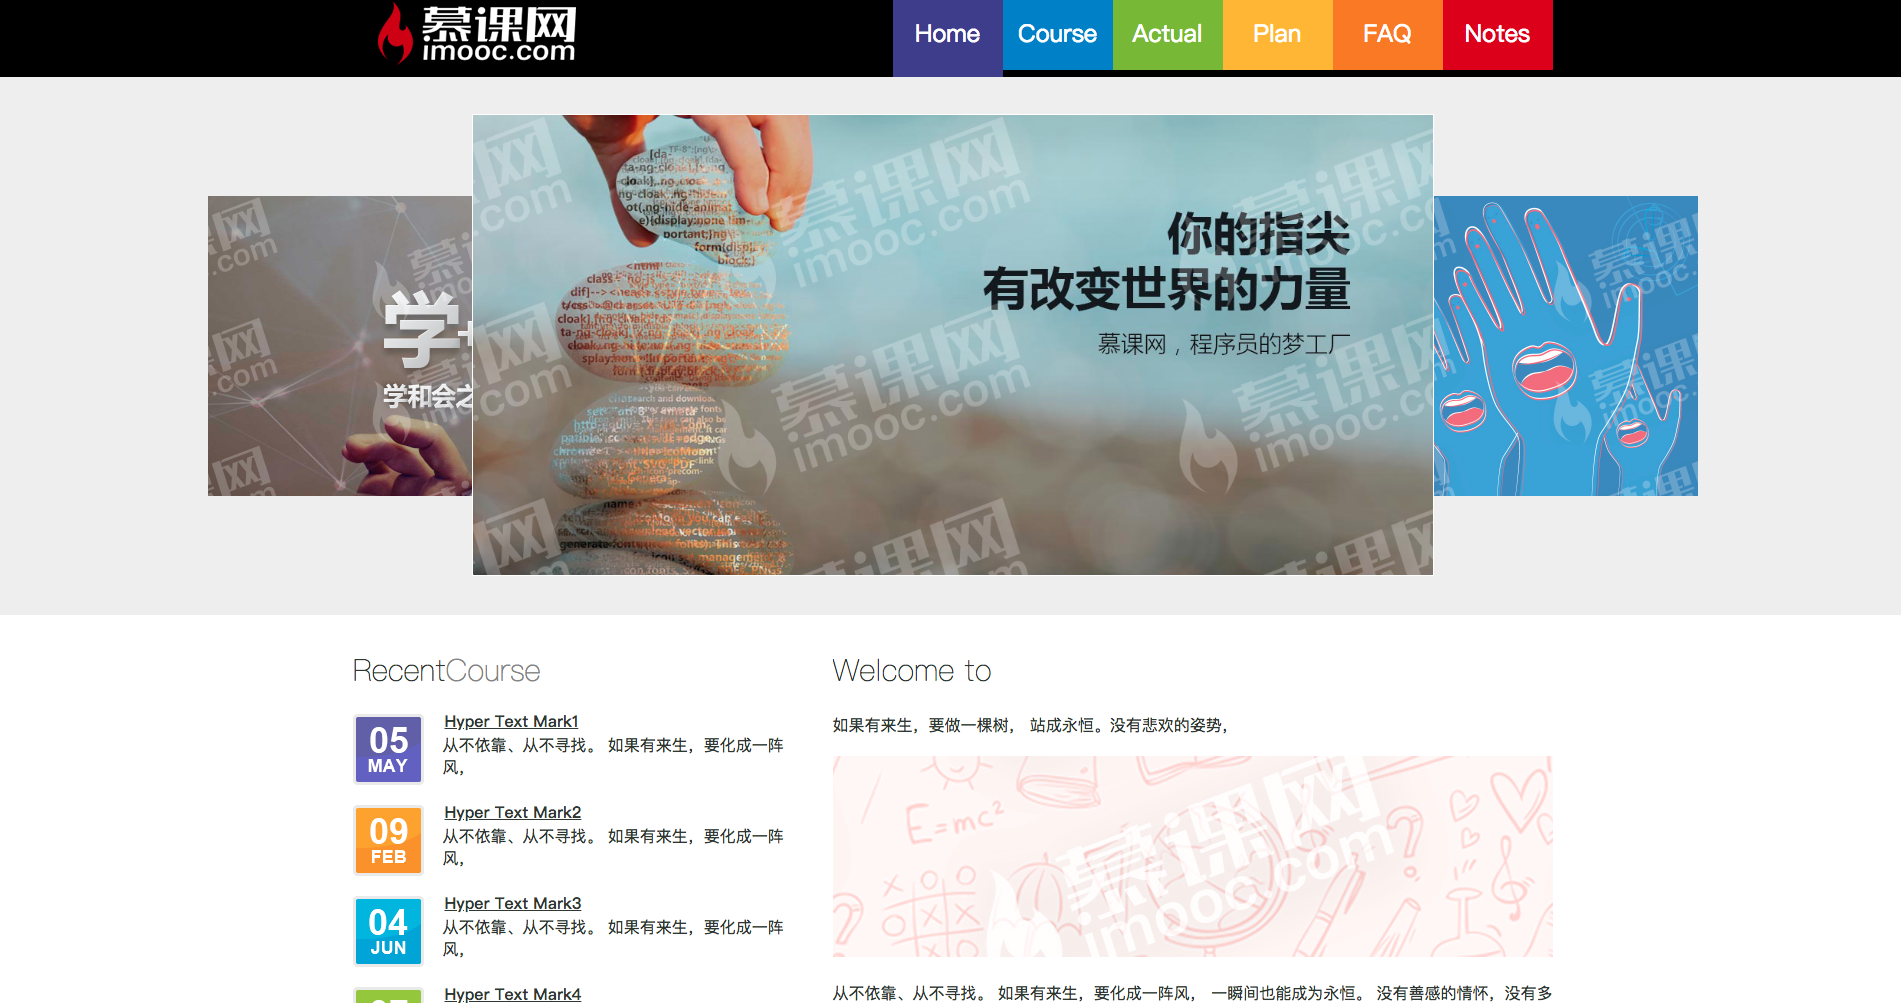 慕课网
imooc.com
Home
Course
Actual
Plan
FAQ
Notes
学
学和会之
你的指尖
有改变世界的力量
慕课网，程序员的梦工厂
RecentCourse
05
MAY
Hyper Text Mark1
从不依靠、从不寻找。 如果有来生，要化成一阵
风，
09
FEB
Hyper Text Mark2
从不依靠、从不寻找。 如果有来生，要化成一阵
风，
04
JUN
Hyper Text Mark3
从不依靠、从不寻找。 如果有来生，要化成一阵
风，
Hyper Text Mark4
Welcome to
如果有来生，要做一棵树， 站成永恒。没有悲欢的姿势，
E=mc²
慕课网
imooc.com
从不依靠、从不寻找。 如果有来生，要化成一阵风， 一瞬间也能成为永恒。 没有善感的情怀，没有多